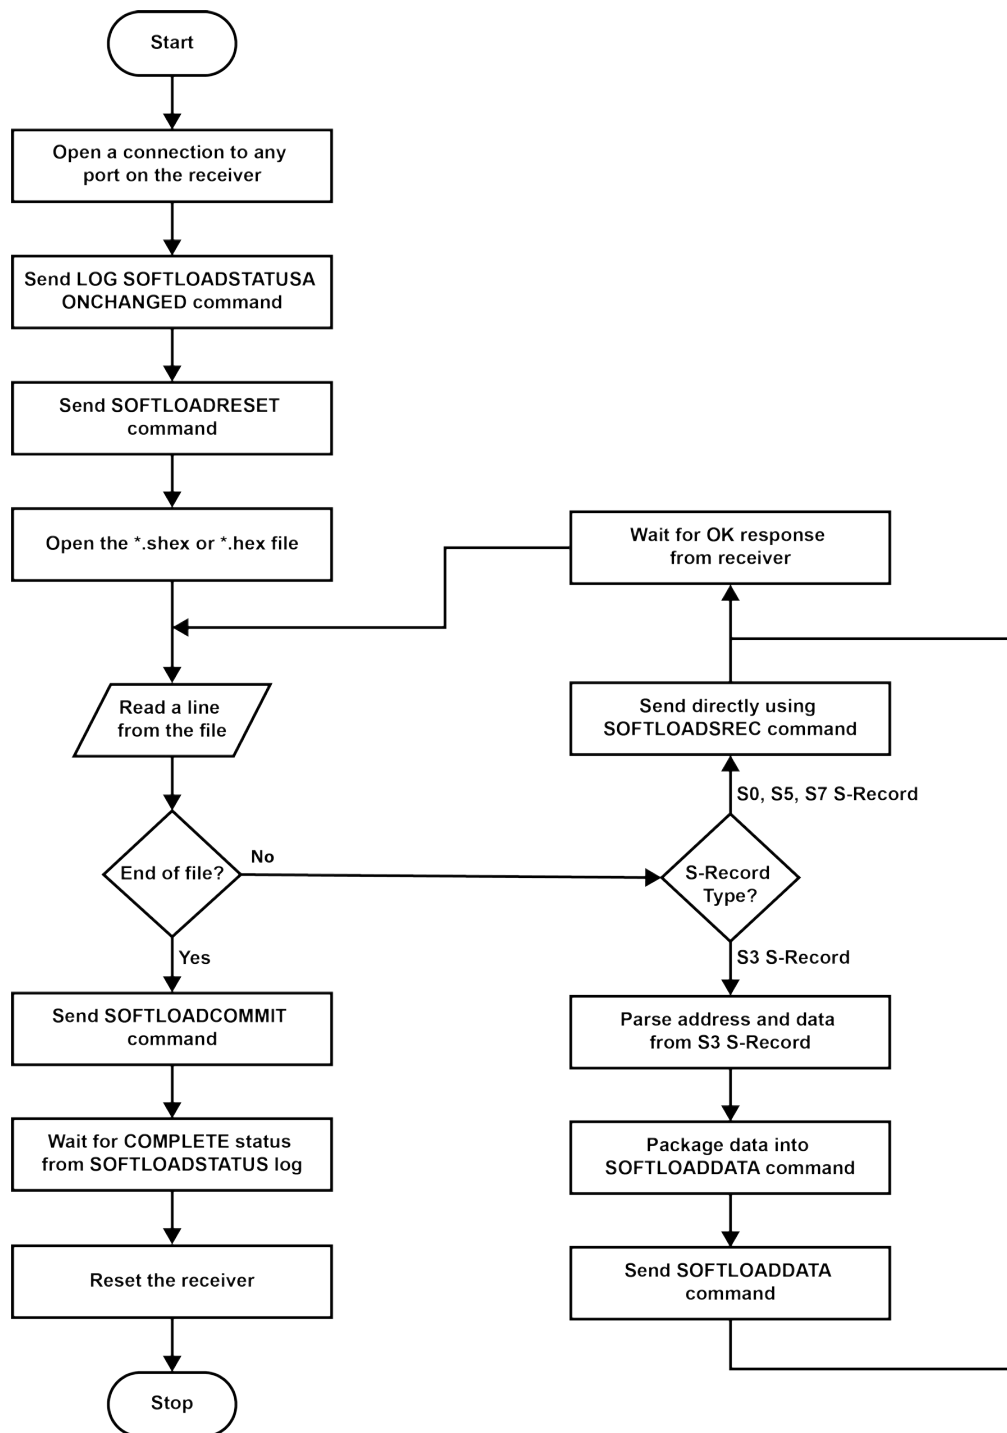 Start
Open a connection to any
port on the receiver
Send LOG SOFTLOADSTATUSA
ONCHANGED command
Send SOFTLOADRESET
command
Open the *.shex or *.hex file
Read a line
from the file
End of file?
No
Yes
Send SOFTLOADCOMMIT
command
Wait for COMPLETE status
from SOFTLOADSTATUS log
Reset the receiver
Stop
Wait for OK response
from receiver
Send directly using
SOFTLOADSREC command
S0, S5, S7 S-Record
S-Record
Type?
S3 S-Record
Parse address and data
from S3 S-Record
Package data into
SOFTLOADDATA command
Send SOFTLOADDATA
command